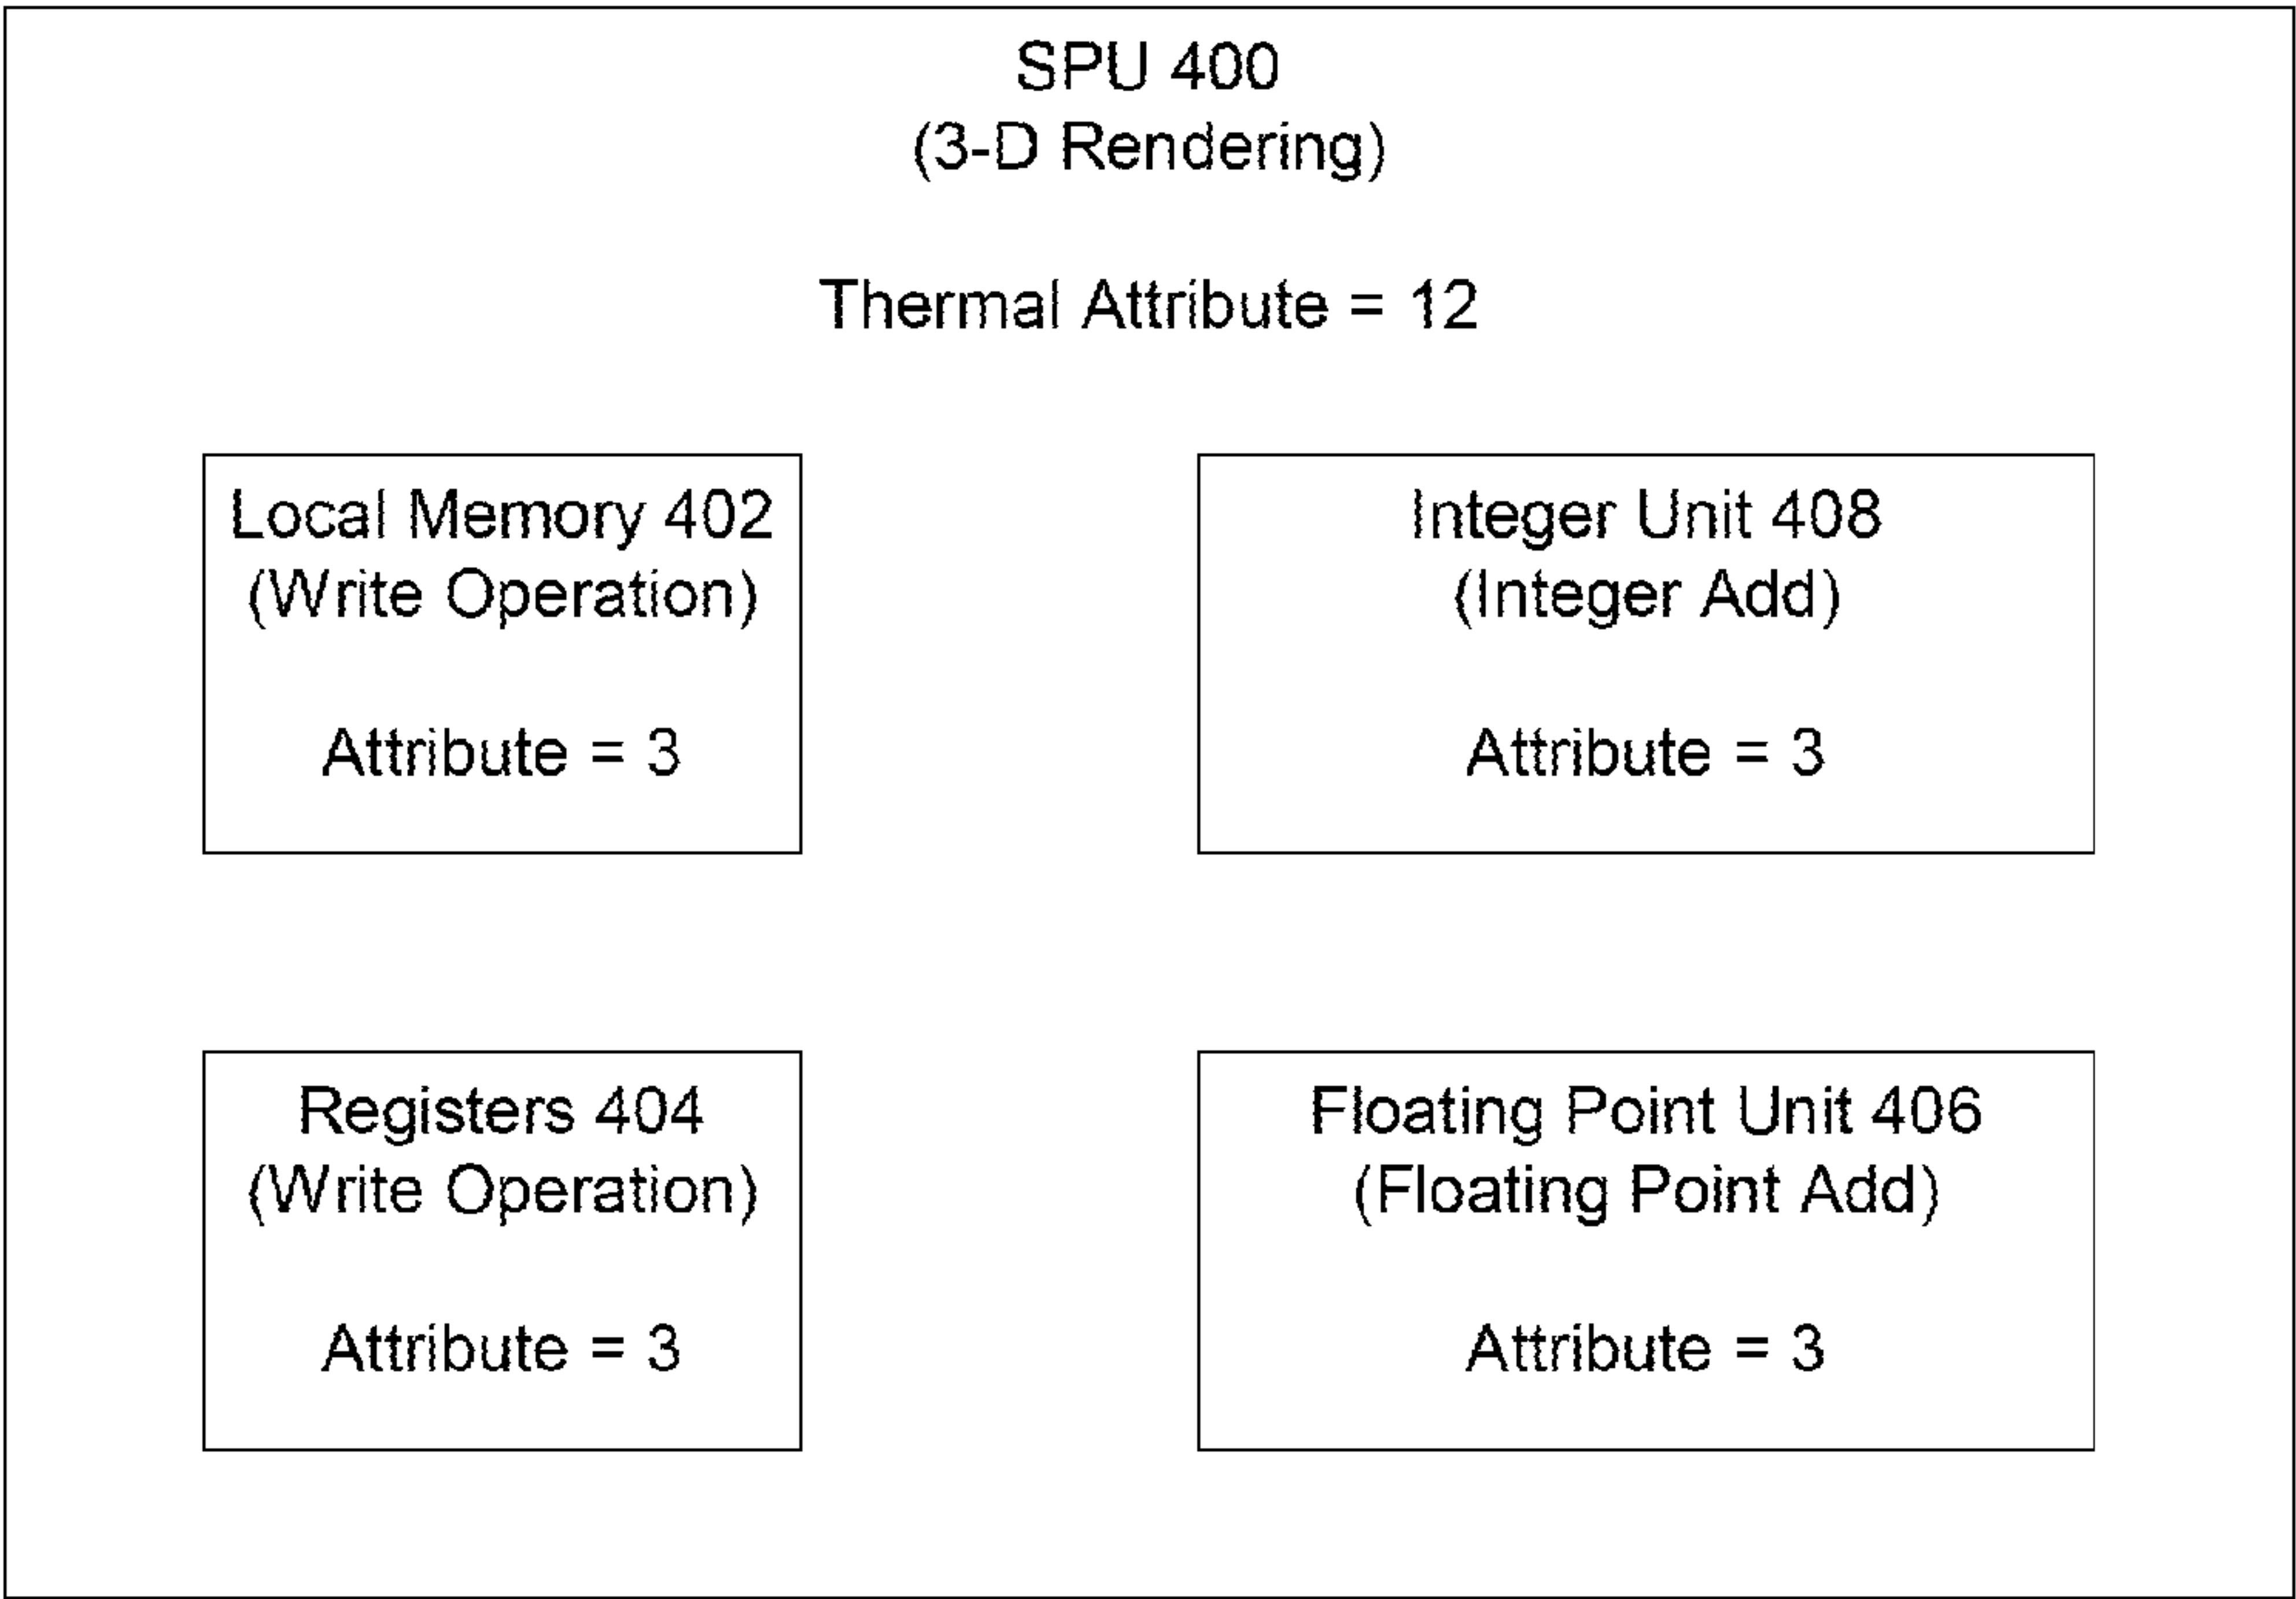 SPU 400
(3-D Rendering)
Thermal Attribute = 12
Local Memory 402
(Write Operation)
Attribute = 3
Integer Unit 408
(Integer Add)
Attribute = 3
Registers 404
(Write Operation)
Attribute = 3
Floating Point Unit 406
(Floating Point Add)
Attribute = 3